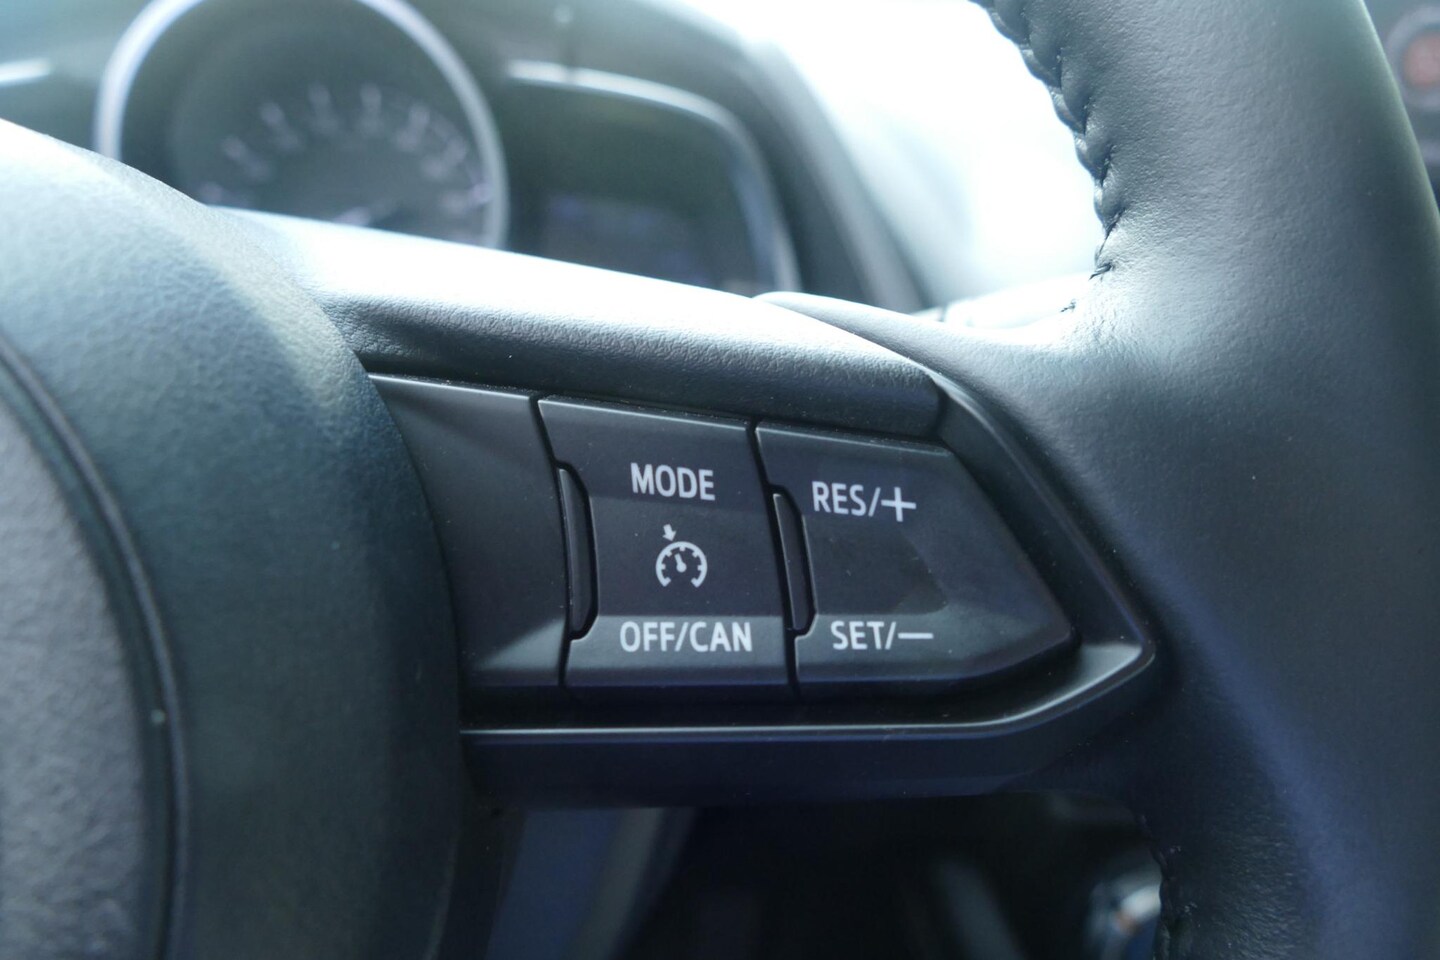 MODE
RES/+
OFF/CAN
SET/—